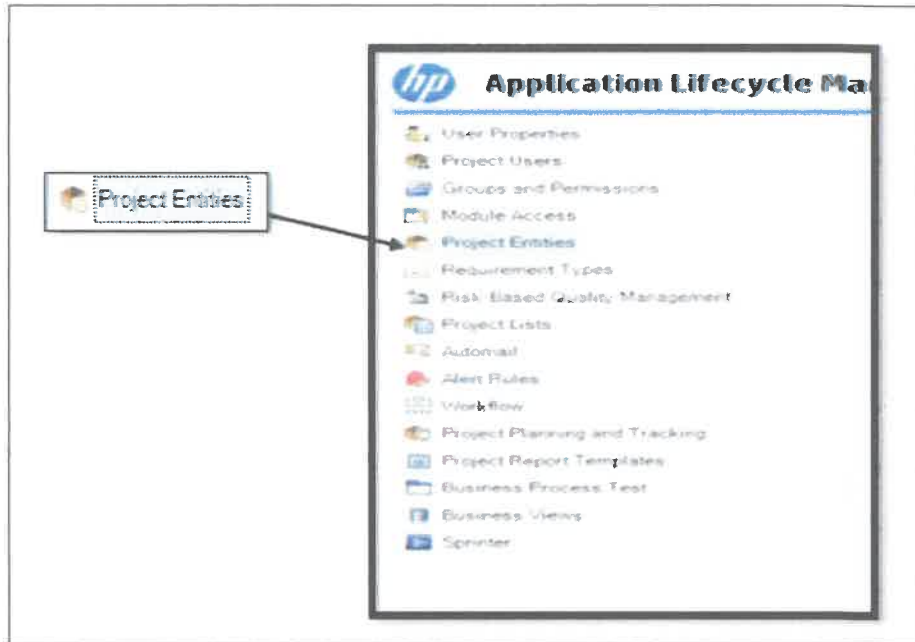 hp Application Lifecycle Ma
User Properties
Project Users
Groups and Permissions
Module Access
Project Entities
Project Entities
Requirement Types
Risk-Based Quality Management
Project Lists
Automail
Alert Rules
Workflow
Project Planning and Tracking
Project Report Templates
Business Process Test
Business Views
Sprinter